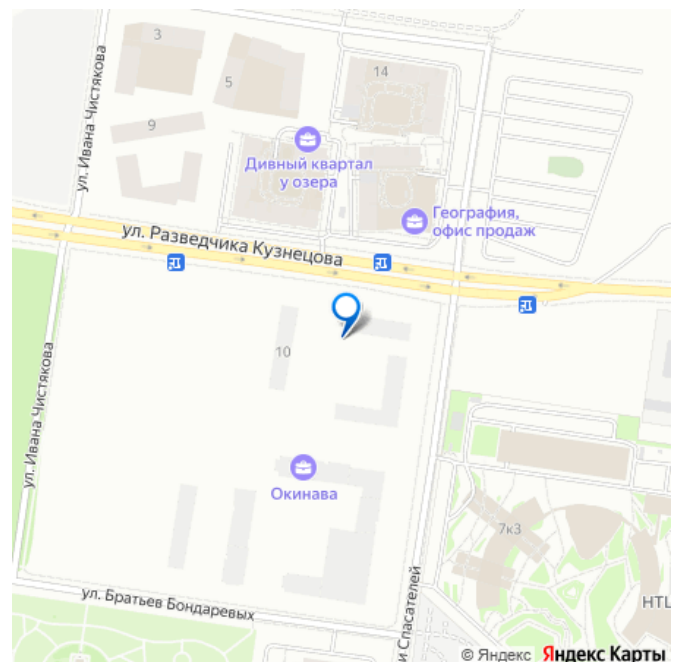 3
ул. Ивана Чистякова
5
14
9
Дивный квартал
у озера
География,
офис продаж
ул. Разведчика Кузнецова
10
ул. Ивана Чистякова
Окинава
7к3
НТЦ
ул. Братьев Бондаревых
и Спасателей
© Яндекс Яндекс Карты